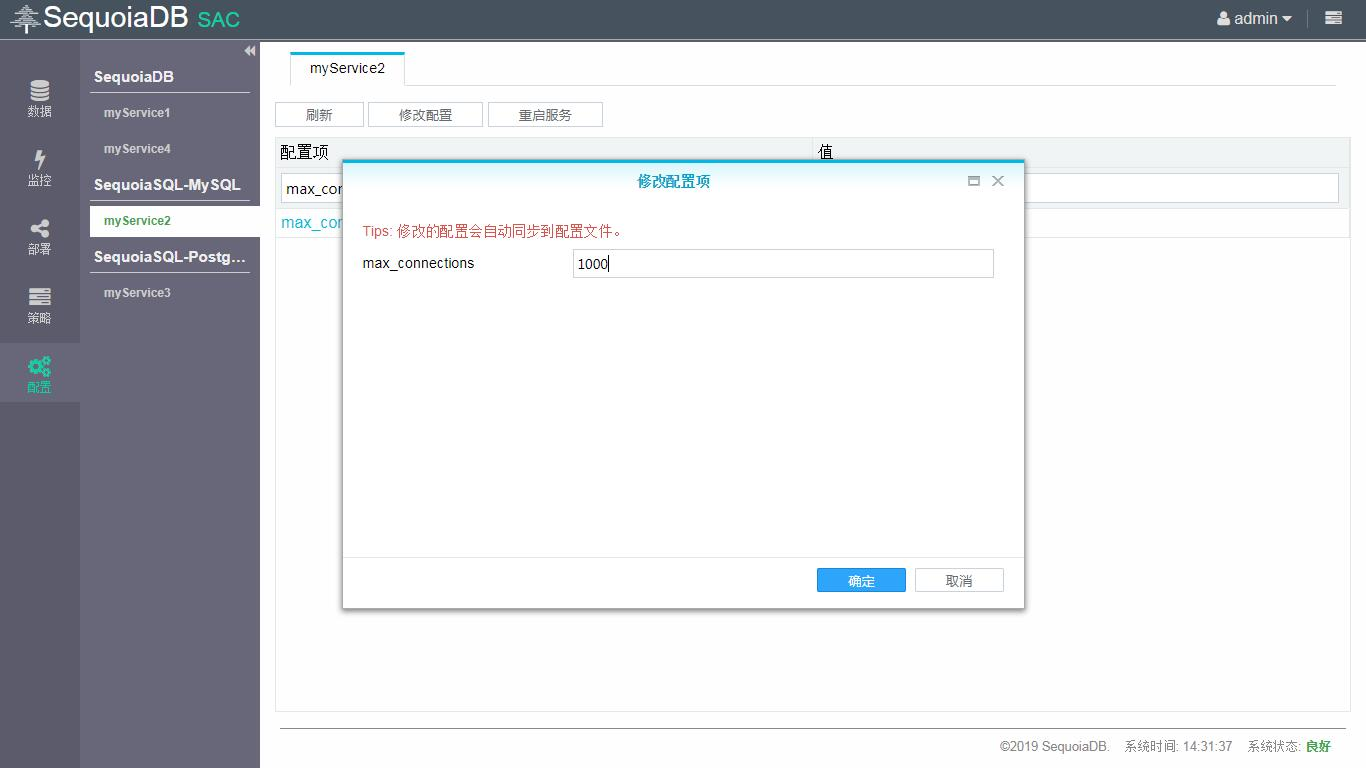 SequoiaDB SAC
admin
数据
监控
部署
策略
配置
SequoiaDB
myService1
myService4
SequoiaSQL-MySQL
myService2
SequoiaSQL-Postg...
myService3
myService2
刷新 修改配置 重启服务
配置项 值
max_cor
max_cor
修改配置项
Tips: 修改的配置会自动同步到配置文件。
max_connections 1000
确定 取消
©2019 SequoiaDB. 系统时间: 14:31:37 系统状态: 良好